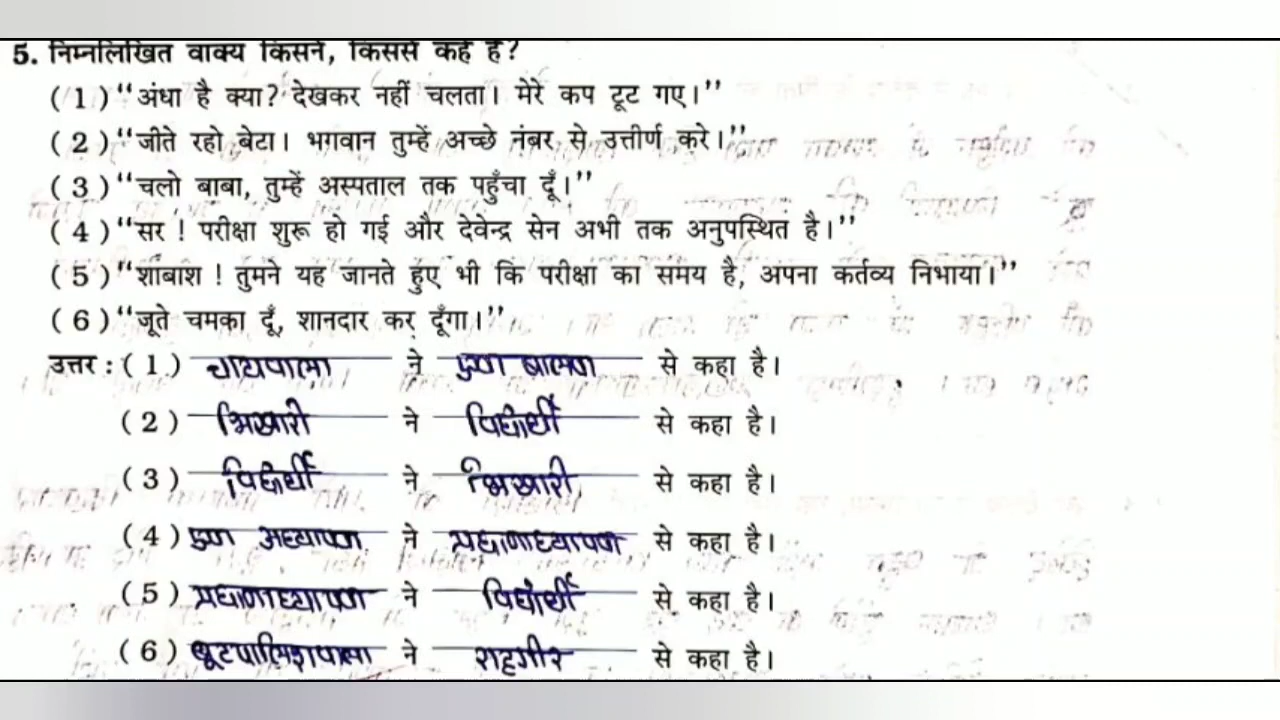 5. निम्नलिखित वाक्य किसने, किससे कहे हैं?
( 1 ) “अंधा है क्या? देखकर नहीं चलता। मेरे कप टूट गए।”
( 2 ) “जीते रहो बेटा। भगवान तुम्हें अच्छे नंबर से उत्तीर्ण करे।”
( 3 ) “चलो बाबा, तुम्हें अस्पताल तक पहुँचा दूँ।”
( 4 ) “सर ! परीक्षा शुरू हो गई और देवेन्द्र सेन अभी तक अनुपस्थित है।”
( 5 ) “शाबाश ! तुमने यह जानते हुए भी कि परीक्षा का समय है, अपना कर्तव्य निभाया।”
( 6 ) “जूते चमका दूँ, शानदार कर दूँगा।”
उत्तर : ( 1 ) चायवाला ने एक बालक से कहा है।
( 2 ) भिखारी ने विद्यार्थी से कहा है।
( 3 ) विद्यार्थी ने भिखारी से कहा है।
( 4 ) एक अध्यापक ने प्रधानाध्यापक से कहा है।
( 5 ) प्रधानाध्यापक ने विद्यार्थी से कहा है।
( 6 ) बूटपालिशवाला ने राहगीर से कहा है।